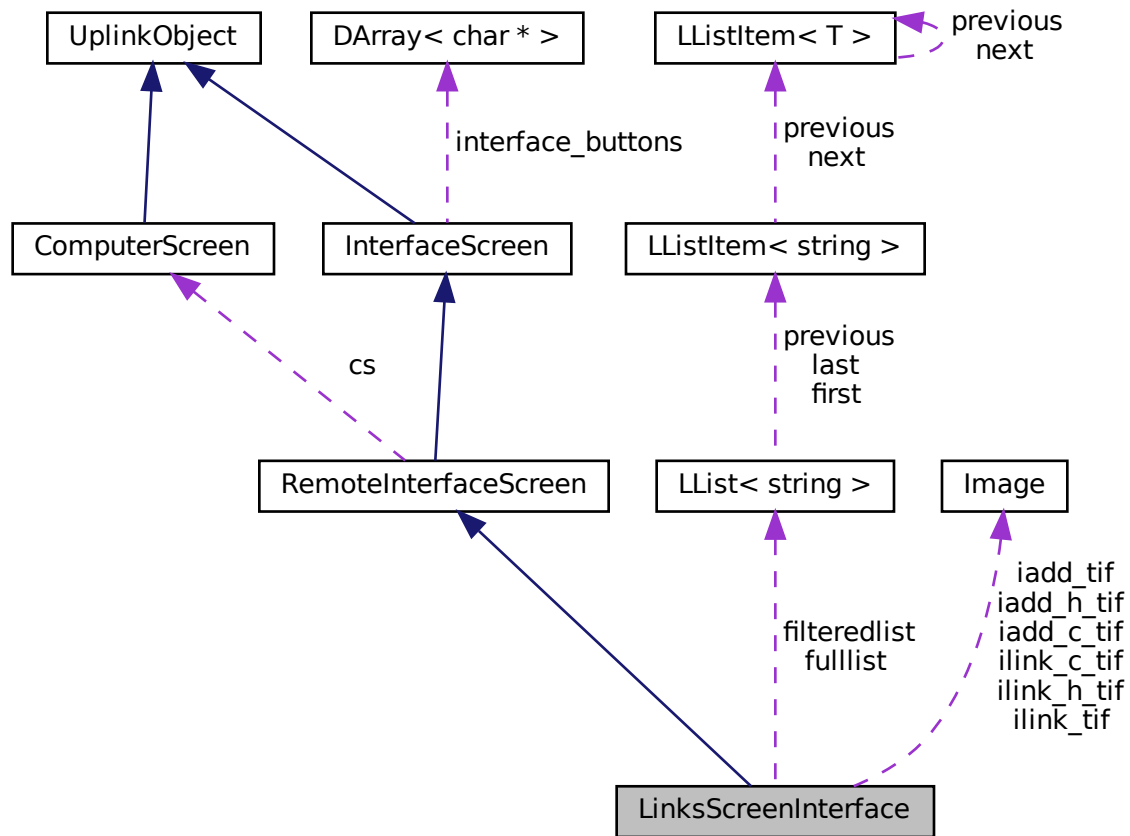 UplinkObject
DArray< char * >
LListItem< T >
previous
next
interface_buttons
previous
next
ComputerScreen
InterfaceScreen
LListItem< string >
cs
previous
last
first
RemoteInterfaceScreen
LList< string >
Image
filteredlist
fulllist
iadd_tif
iadd_h_tif
iadd_c_tif
ilink_c_tif
ilink_h_tif
ilink_tif
LinksScreenInterface